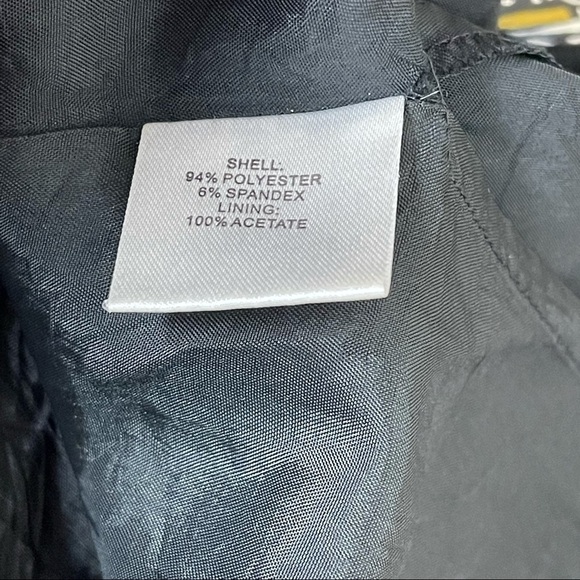 SHELL:
94% POLYESTER
6% SPANDEX
LINING:
100% ACETATE